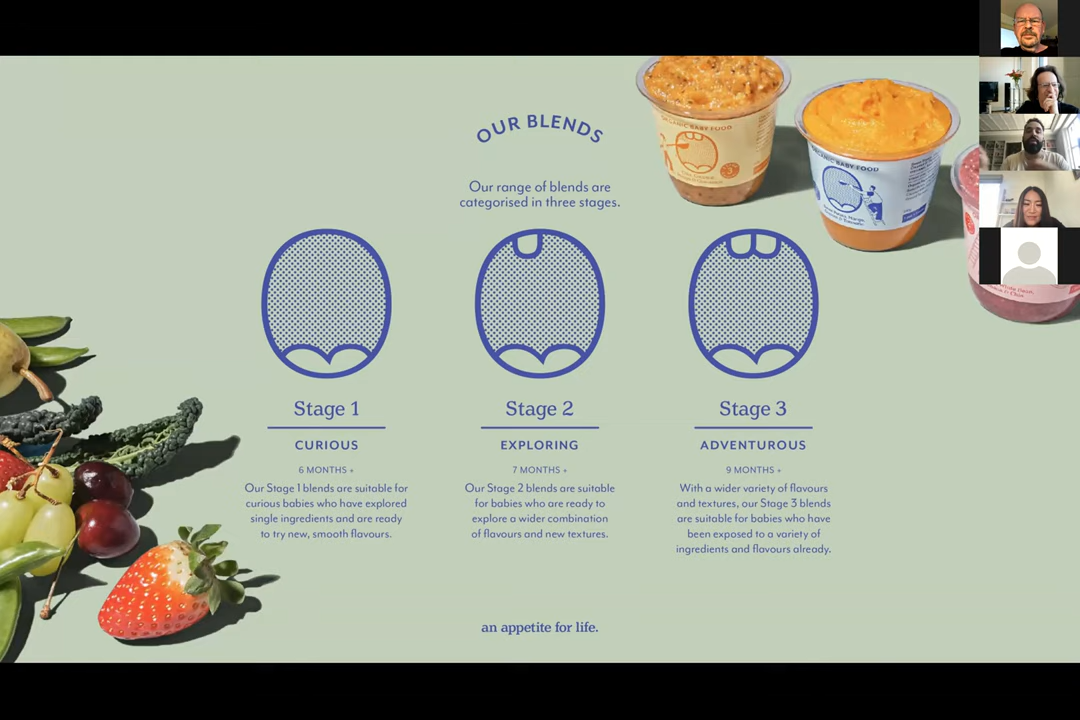 OUR BLENDS
Our range of blends are
categorised in three stages.
ORGANIC BABY FOOD
ORGANIC BABY FOOD
Stage 1
CURIOUS
6 MONTHS +
Our Stage 1 blends are suitable for
curious babies who have explored
single ingredients and are ready
to try new, smooth flavours.
Stage 2
EXPLORING
7 MONTHS +
Our Stage 2 blends are suitable
for babies who are ready to
explore a wider combination
of flavours and new textures.
Stage 3
ADVENTUROUS
9 MONTHS +
With a wider variety of flavours
and textures, our Stage 3 blends
are suitable for babies who have
been exposed to a variety of
ingredients and flavours already.
an appetite for life.